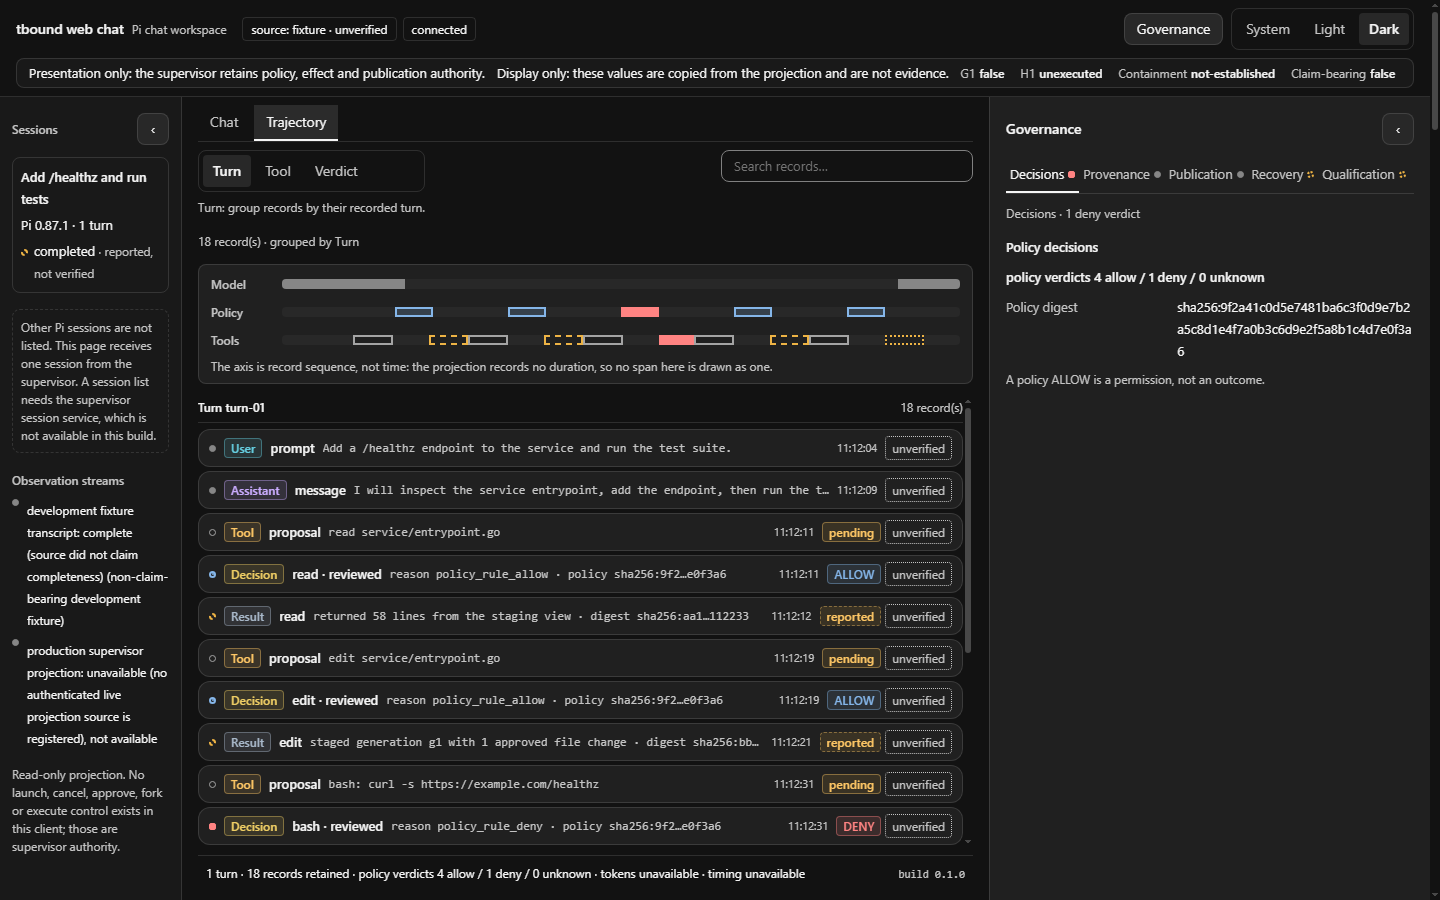 tbound web chat Pi chat workspace source: fixture · unverified connected Governance System Light Dark
Presentation only: the supervisor retains policy, effect and publication authority. Display only: these values are copied from the projection and are not evidence. G1 false H1 unexecuted Containment not-established Claim-bearing false
Sessions ‹
Add /healthz and run
tests
Pi 0.87.1 · 1 turn
completed · reported,
not verified
Other Pi sessions are not
listed. This page receives
one session from the
supervisor. A session list
needs the supervisor
session service, which is
not available in this build.
Observation streams
development fixture
transcript: complete
(source did not claim
completeness) (non-claim-
bearing development
fixture)
production supervisor
projection: unavailable (no
authenticated live
projection source is
registered), not available
Read-only projection. No
launch, cancel, approve, fork
or execute control exists in
this client; those are
supervisor authority.
Chat Trajectory
Turn Tool Verdict Search records...
Turn: group records by their recorded turn.
18 record(s) · grouped by Turn
Model
Policy
Tools
The axis is record sequence, not time: the projection records no duration, so no span here is drawn as one.
Turn turn-01 18 record(s)
User prompt Add a /healthz endpoint to the service and run the test suite. 11:12:04 unverified
Assistant message I will inspect the service entrypoint, add the endpoint, then run the t… 11:12:09 unverified
Tool proposal read service/entrypoint.go 11:12:11 pending unverified
Decision read · reviewed reason policy_rule_allow · policy sha256:9f2…e0f3a6 11:12:11 ALLOW unverified
Result read returned 58 lines from the staging view · digest sha256:aa1…112233 11:12:12 reported unverified
Tool proposal edit service/entrypoint.go 11:12:19 pending unverified
Decision edit · reviewed reason policy_rule_allow · policy sha256:9f2…e0f3a6 11:12:19 ALLOW unverified
Result edit staged generation g1 with 1 approved file change · digest sha256:bb… 11:12:21 reported unverified
Tool proposal bash: curl -s https://example.com/healthz 11:12:31 pending unverified
Decision bash · reviewed reason policy_rule_deny · policy sha256:9f2…e0f3a6 11:12:31 DENY unverified
1 turn · 18 records retained · policy verdicts 4 allow / 1 deny / 0 unknown · tokens unavailable · timing unavailable build 0.1.0
Governance ‹
Decisions Provenance Publication Recovery Qualification
Decisions · 1 deny verdict
Policy decisions
policy verdicts 4 allow / 1 deny / 0 unknown
Policy digest sha256:9f2a41c0d5e7481ba6c3f0d9e7b2
a5c8d1e4f7a0b3c6d9e2f5a8b1c4d7e0f3a
6
A policy ALLOW is a permission, not an outcome.